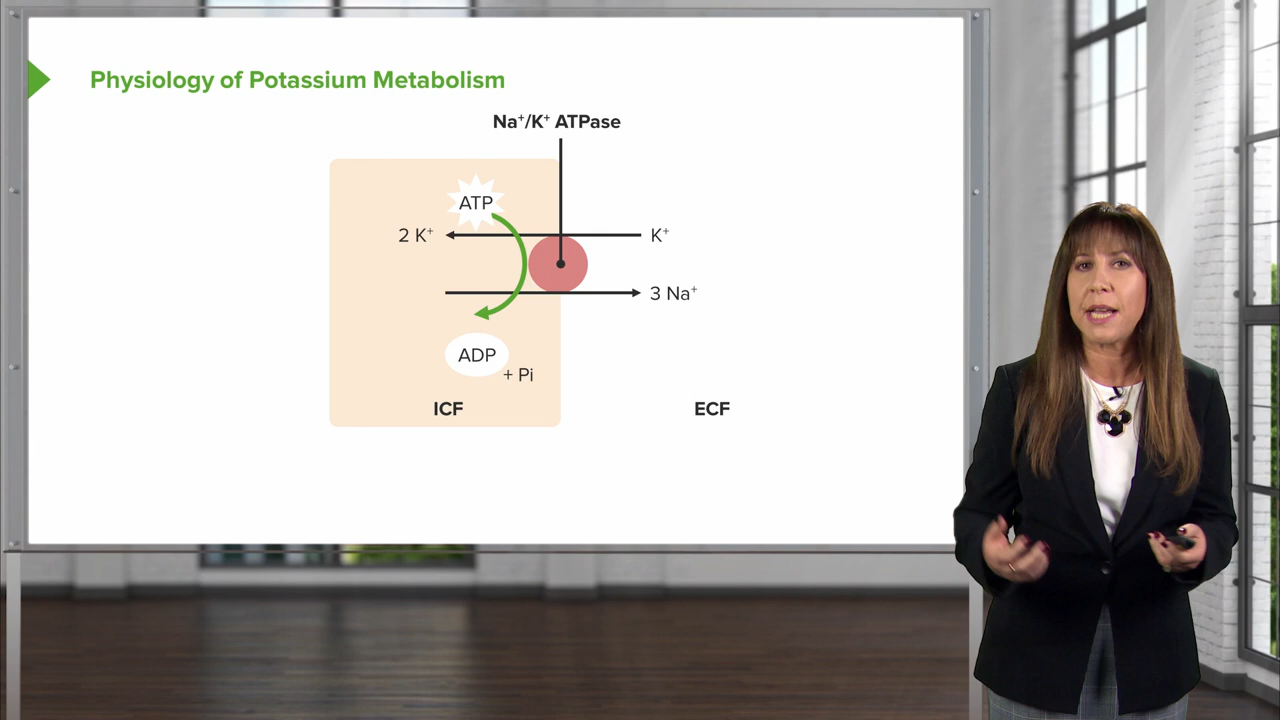 Physiology of Potassium Metabolism
Na⁺/K⁺ ATPase
ATP
2 K⁺
K⁺
3 Na⁺
ADP
+ Pi
ICF
ECF